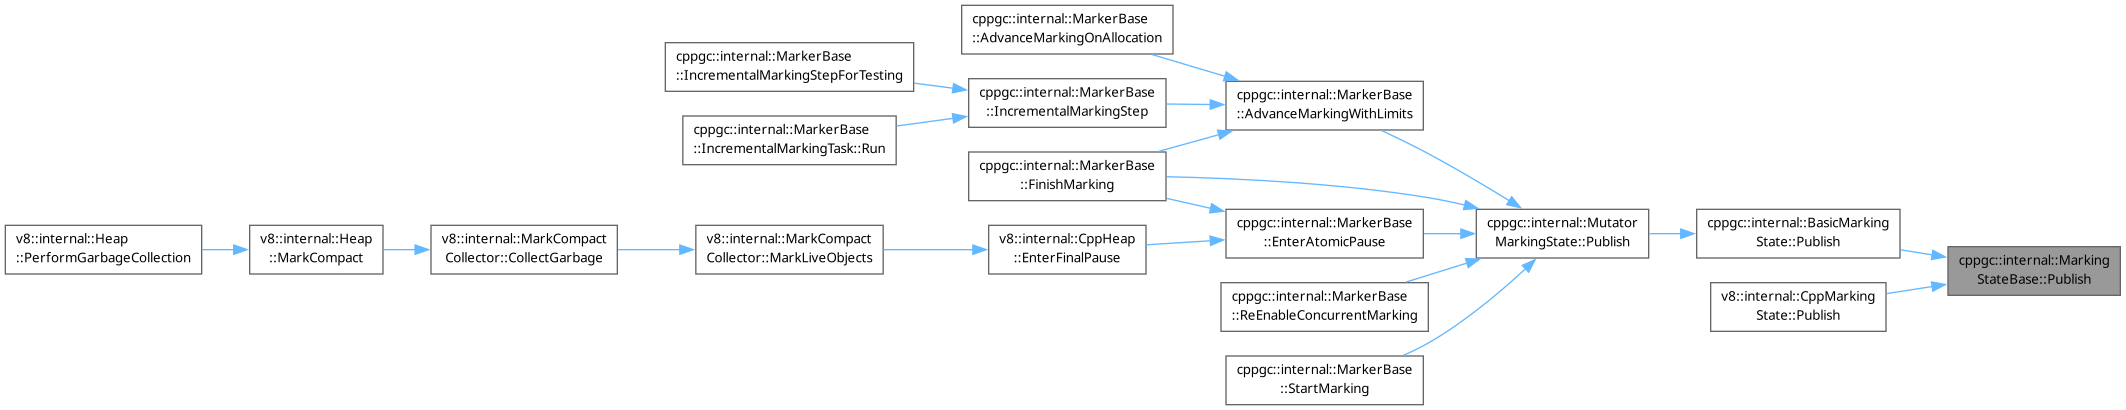 cppgc::internal::MarkerBase
::AdvanceMarkingOnAllocation
cppgc::internal::MarkerBase
::IncrementalMarkingStepForTesting
cppgc::internal::MarkerBase
::IncrementalMarkingStep
cppgc::internal::MarkerBase
::AdvanceMarkingWithLimits
cppgc::internal::MarkerBase
::IncrementalMarkingTask::Run
cppgc::internal::MarkerBase
::FinishMarking
v8::internal::Heap
::PerformGarbageCollection
v8::internal::Heap
::MarkCompact
v8::internal::MarkCompact
Collector::CollectGarbage
v8::internal::MarkCompact
Collector::MarkLiveObjects
v8::internal::CppHeap
::EnterFinalPause
cppgc::internal::MarkerBase
::EnterAtomicPause
cppgc::internal::Mutator
MarkingState::Publish
cppgc::internal::BasicMarking
State::Publish
cppgc::internal::Marking
StateBase::Publish
cppgc::internal::MarkerBase
::ReEnableConcurrentMarking
v8::internal::CppMarking
State::Publish
cppgc::internal::MarkerBase
::StartMarking